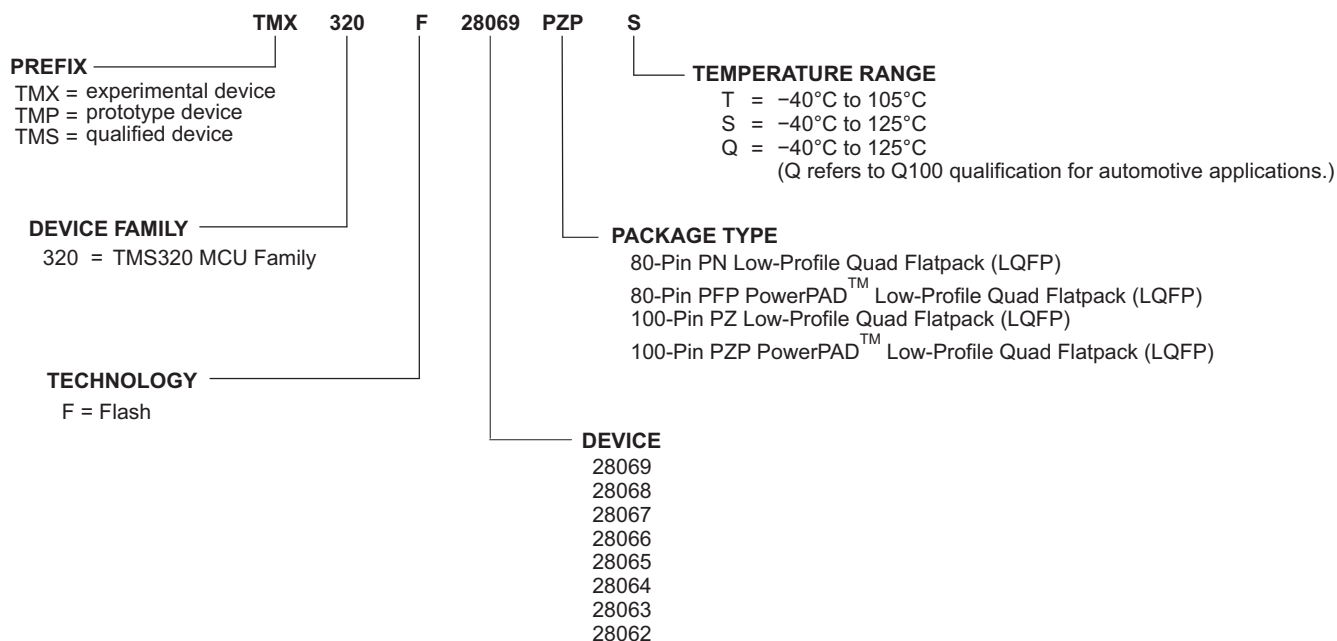 TMX 320 F 28069 PZP S
PREFIX
TMX = experimental device
TMP = prototype device
TMS = qualified device
TEMPERATURE RANGE
T = −40°C to 105°C
S = −40°C to 125°C
Q = −40°C to 125°C
(Q refers to Q100 qualification for automotive applications.)
DEVICE FAMILY
320 = TMS320 MCU Family
PACKAGE TYPE
80-Pin PN Low-Profile Quad Flatpack (LQFP)
80-Pin PFP PowerPAD™ Low-Profile Quad Flatpack (LQFP)
100-Pin PZ Low-Profile Quad Flatpack (LQFP)
100-Pin PZP PowerPAD™ Low-Profile Quad Flatpack (LQFP)
TECHNOLOGY
F = Flash
DEVICE
28069
28068
28067
28066
28065
28064
28063
28062